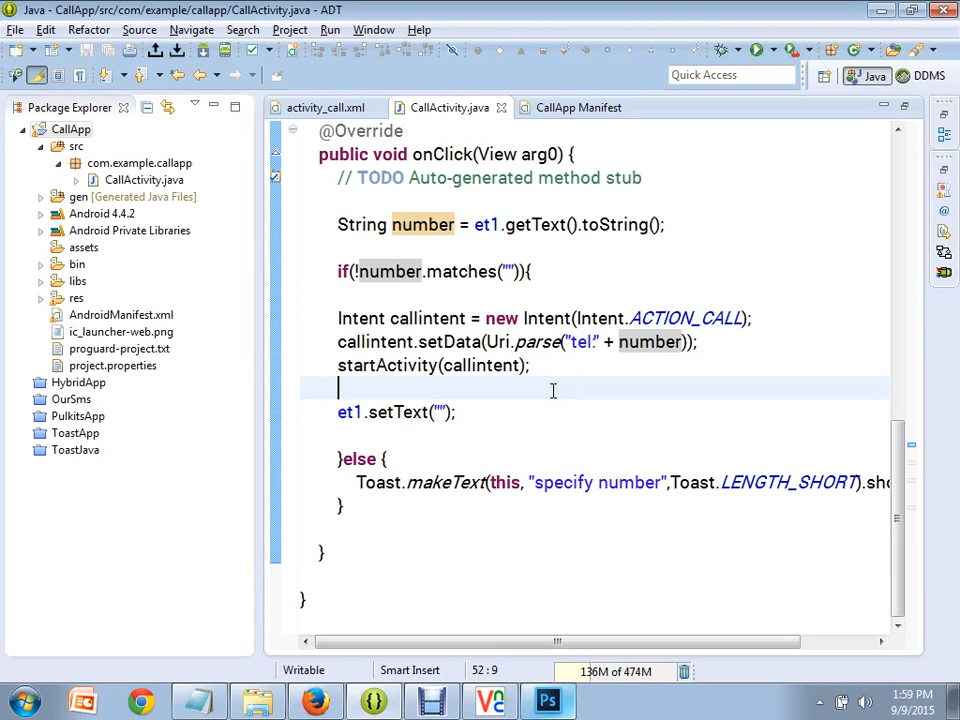 Java - CallApp/src/com/example/callapp/CallActivity.java - ADT
File Edit Refactor Source Navigate Search Project Run Window Help
Quick Access
Java
DDMS
Package Explorer
activity_call.xml
CallActivity.java
CallApp Manifest
CallApp
src
com.example.callapp
CallActivity.java
gen [Generated Java Files]
Android 4.4.2
Android Private Libraries
assets
bin
libs
res
AndroidManifest.xml
ic_launcher-web.png
proguard-project.txt
project.properties
HybridApp
OurSms
PulkitsApp
ToastApp
ToastJava
@Override
public void onClick(View arg0) {
// TODO Auto-generated method stub
String number = et1.getText().toString();
if(!number.matches("")){
Intent callintent = new Intent(Intent.ACTION_CALL);
callintent.setData(Uri.parse("tel:" + number));
startActivity(callintent);
et1.setText("");
}else {
Toast.makeText(this, "specify number",Toast.LENGTH_SHORT).sho
}
}
}
Writable
Smart Insert
52 : 9
136M of 474M
1:59 PM
9/9/2015